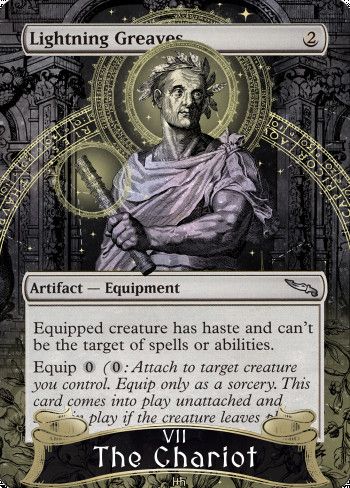 Lightning Greaves 2
Artifact — Equipment
Equipped creature has haste and can't
be the target of spells or abilities.
Equip 0 (0: Attach to target creature
you control. Equip only as a sorcery. This
card comes into play unattached and
play if the creature leaves
VII
The Chariot